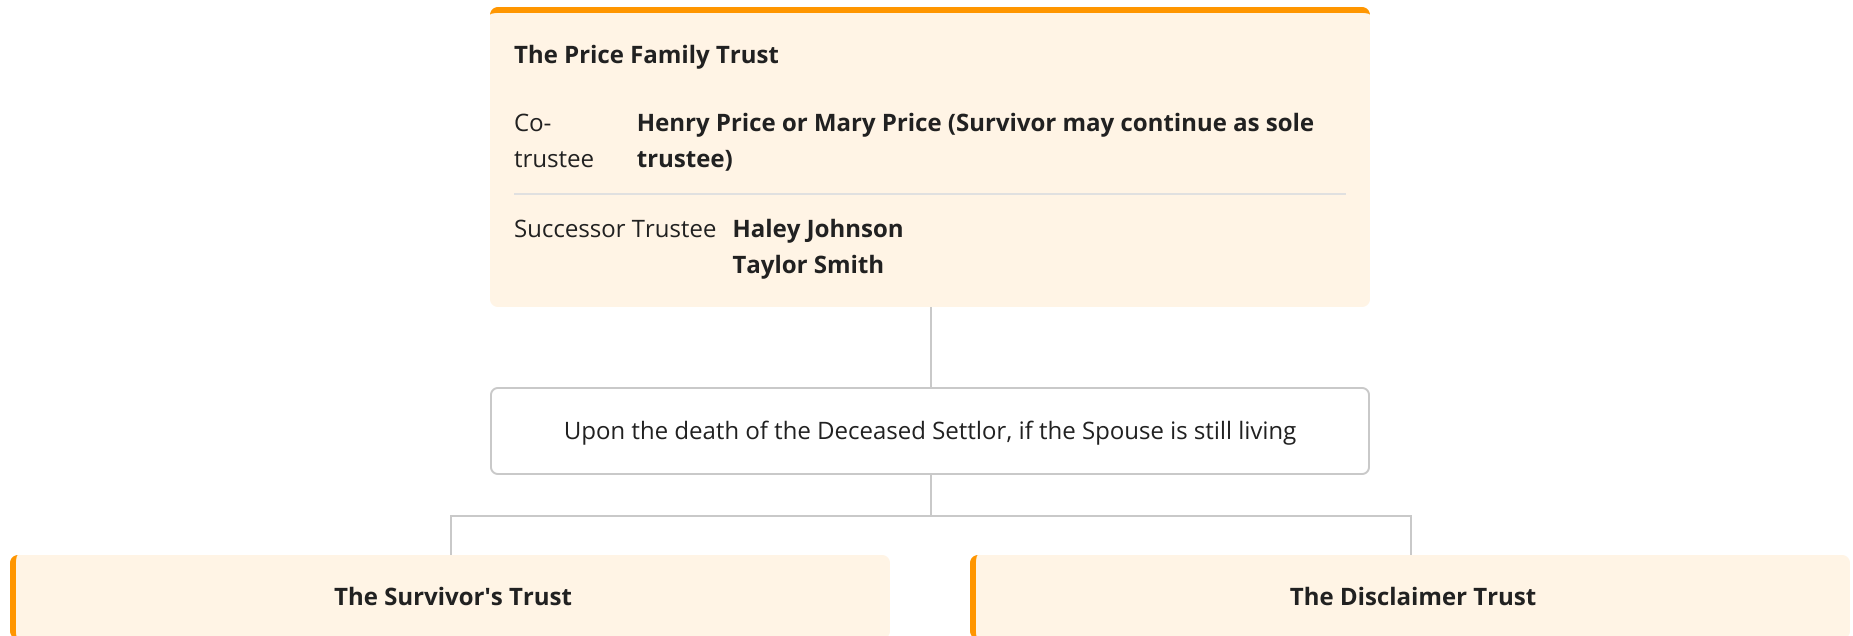 The Price Family Trust
Co-
trustee
Henry Price or Mary Price (Survivor may continue as sole
trustee)
Successor Trustee
Haley Johnson
Taylor Smith
Upon the death of the Deceased Settlor, if the Spouse is still living
The Survivor's Trust
The Disclaimer Trust